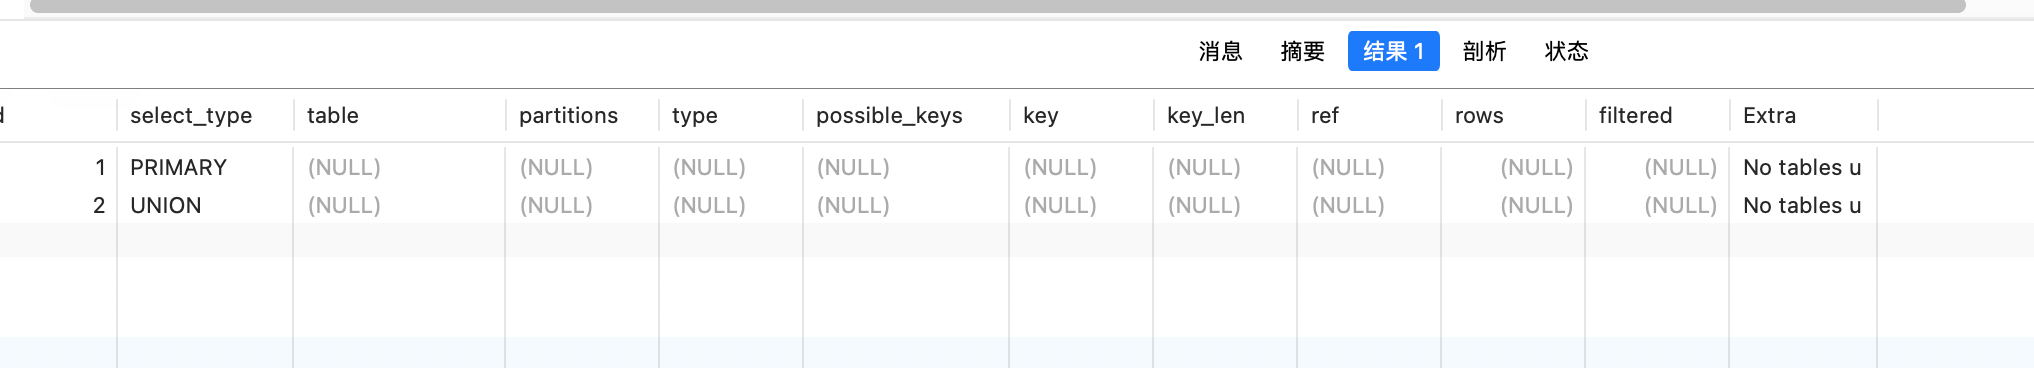 消息 摘要 结果 1 剖析 状态
d select_type table partitions type possible_keys key key_len ref rows filtered Extra
1 PRIMARY (NULL) (NULL) (NULL) (NULL) (NULL) (NULL) (NULL) (NULL) (NULL) No tables u
2 UNION (NULL) (NULL) (NULL) (NULL) (NULL) (NULL) (NULL) (NULL) (NULL) No tables u